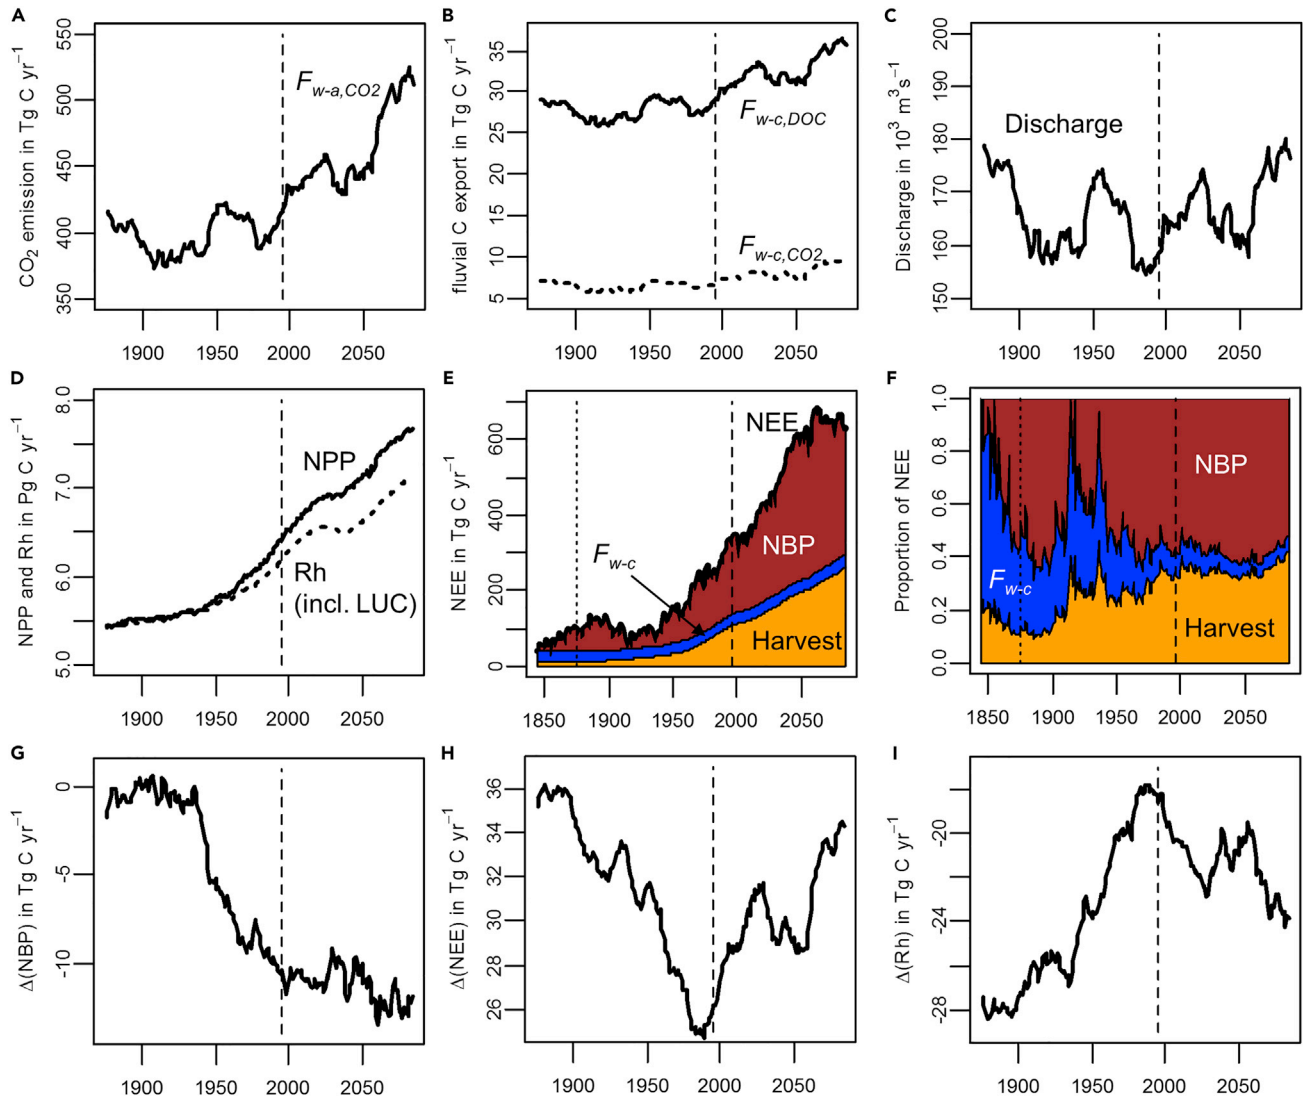 A
CO2 emission in Tg C yr−1
550
500
450
400
350
Fw-a,CO2
1900 1950 2000 2050
B
fluvial C export in Tg C yr−1
35
30
25
20
15
10
5
Fw-c,DOC
Fw-c,CO2
1900 1950 2000 2050
C
Discharge in 103 m3s−1
200
190
180
170
160
150
Discharge
1900 1950 2000 2050
D
NPP and Rh in Pg C yr−1
8.0
7.0
6.0
5.0
NPP
Rh
(incl. LUC)
1900 1950 2000 2050
E
NEE in Tg C yr−1
600
400
200
0
NEE
NBP
Fw-c
Harvest
1850 1900 1950 2000 2050
F
Proportion of NEE
1.0
0.8
0.6
0.4
0.2
0.0
NBP
Fw-c
Harvest
1850 1900 1950 2000 2050
G
Δ(NBP) in Tg C yr−1
0
-5
-10
1900 1950 2000 2050
H
Δ(NEE) in Tg C yr−1
36
34
32
30
28
26
1900 1950 2000 2050
I
Δ(Rh) in Tg C yr−1
-20
-24
-28
1900 1950 2000 2050